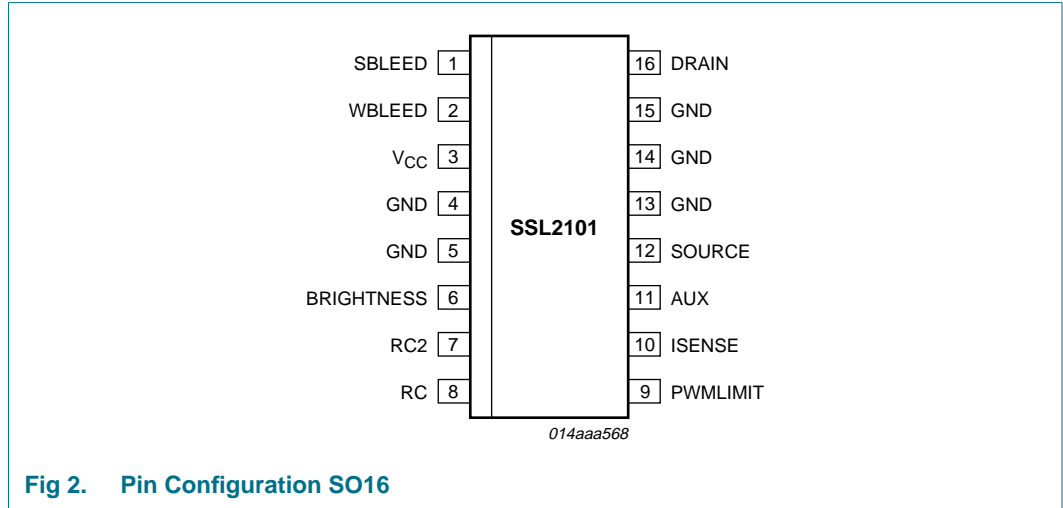 SBLEED 1
WBLEED 2
VCC 3
GND 4
GND 5
BRIGHTNESS 6
RC2 7
RC 8
SSL2101
16 DRAIN
15 GND
14 GND
13 GND
12 SOURCE
11 AUX
10 ISENSE
9 PWMLIMIT
014aaa568
Fig 2. Pin Configuration SO16